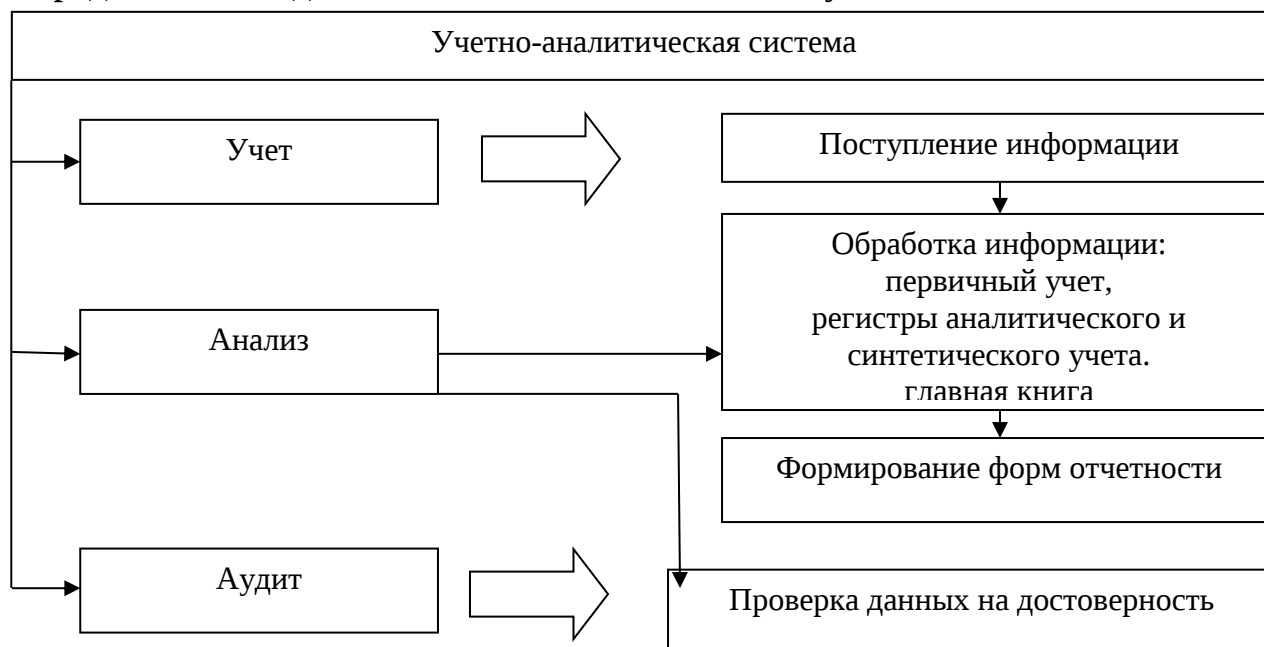 Учетно-аналитическая система
Учет
Поступление информации
Обработка информации:
первичный учет,
регистры аналитического и
синтетического учета.
главная книга
Анализ
Формирование форм отчетности
Аудит
Проверка данных на достоверность